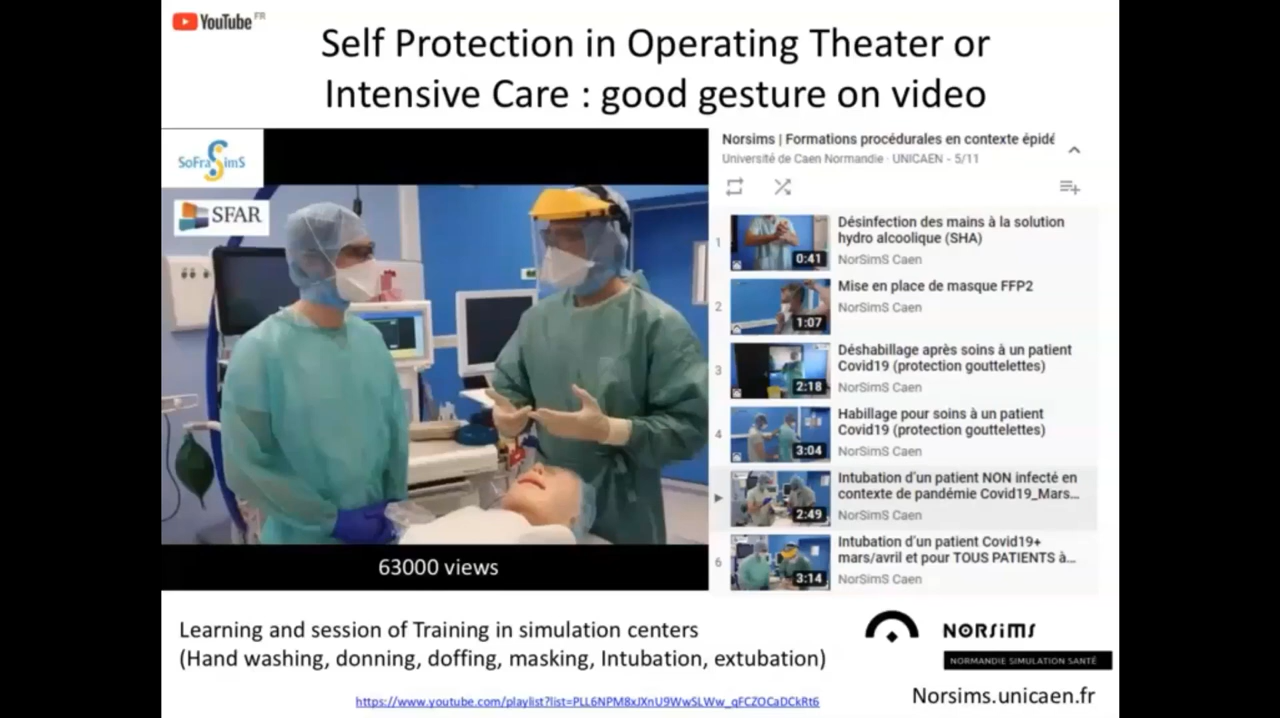 YouTube FR
Self Protection in Operating Theater or
Intensive Care : good gesture on video
SoFraSimS
SFAR
63000 views
Norsims | Formations procédurales en contexte épidé
Université de Caen Normandie · UNICAEN - 5/11
1
Désinfection des mains à la solution
hydro alcoolique (SHA)
NorSimS Caen
0:41
2
Mise en place de masque FFP2
NorSimS Caen
1:07
3
Déshabillage après soins à un patient
Covid19 (protection gouttelettes)
NorSimS Caen
2:18
4
Habillage pour soins à un patient
Covid19 (protection gouttelettes)
NorSimS Caen
3:04
Intubation d'un patient NON infecté en
contexte de pandémie Covid19_Mars...
NorSimS Caen
2:49
6
Intubation d'un patient Covid19+
mars/avril et pour TOUS PATIENTS à...
NorSimS Caen
3:14
Learning and session of Training in simulation centers
(Hand washing, donning, doffing, masking, Intubation, extubation)
https://www.youtube.com/playlist?list=PLL6NPM8xJXnU9WwSLWw_qFCZOCaDCkRt6
NORSiMS
NORMANDIE SIMULATION SANTÉ
Norsims.unicaen.fr